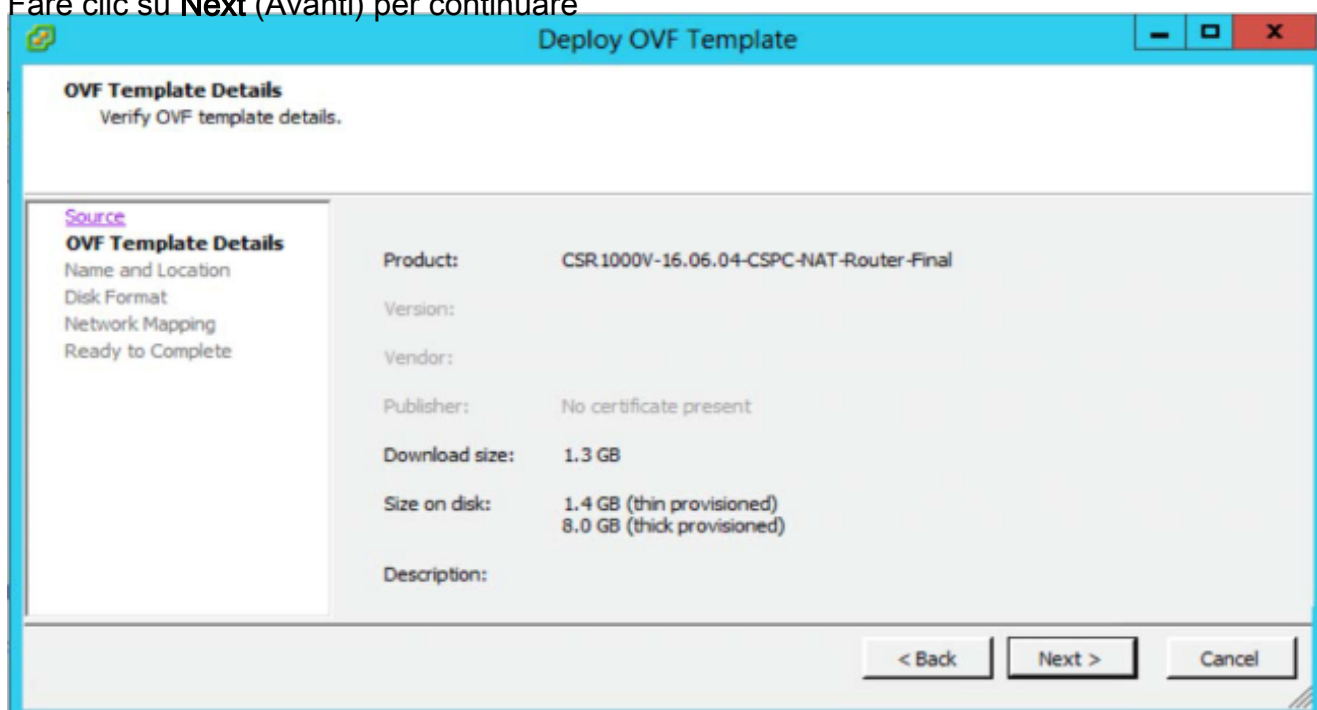 Fare clic su Next (Avanti) per continuare
Deploy OVF Template
OVF Template Details
Verify OVF template details.
Source
OVF Template Details
Name and Location
Disk Format
Network Mapping
Ready to Complete
Product: CSR1000V-16.06.04-CSPC-NAT-Router-Final
Version:
Vendor:
Publisher: No certificate present
Download size: 1.3 GB
Size on disk: 1.4 GB (thin provisioned)
8.0 GB (thick provisioned)
Description:
< Back Next > Cancel